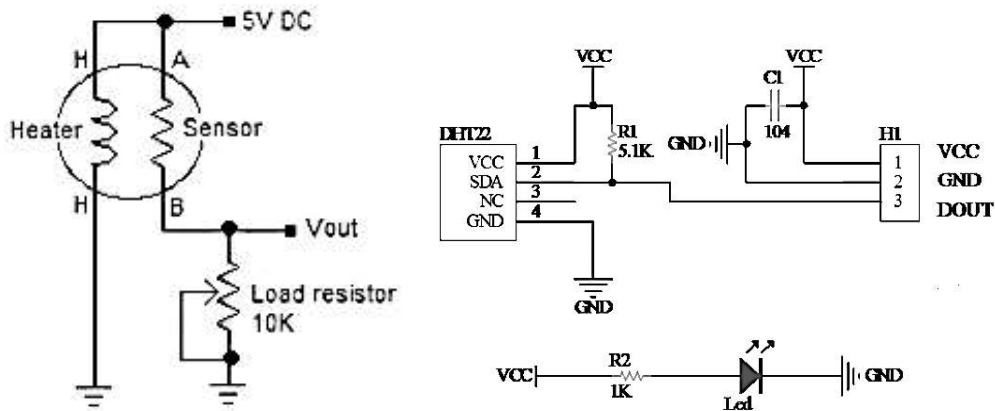 5V DC
H
A
Heater
Sensor
H
B
Vout
Load resistor
10K
VCC
DHT22
VCC
1
SDA
2
NC
3
GND
4
R1
5.1K
GND
VCC
C1
104
GND
H1
1
VCC
2
GND
3
DOUT
VCC
R2
1K
Led
GND